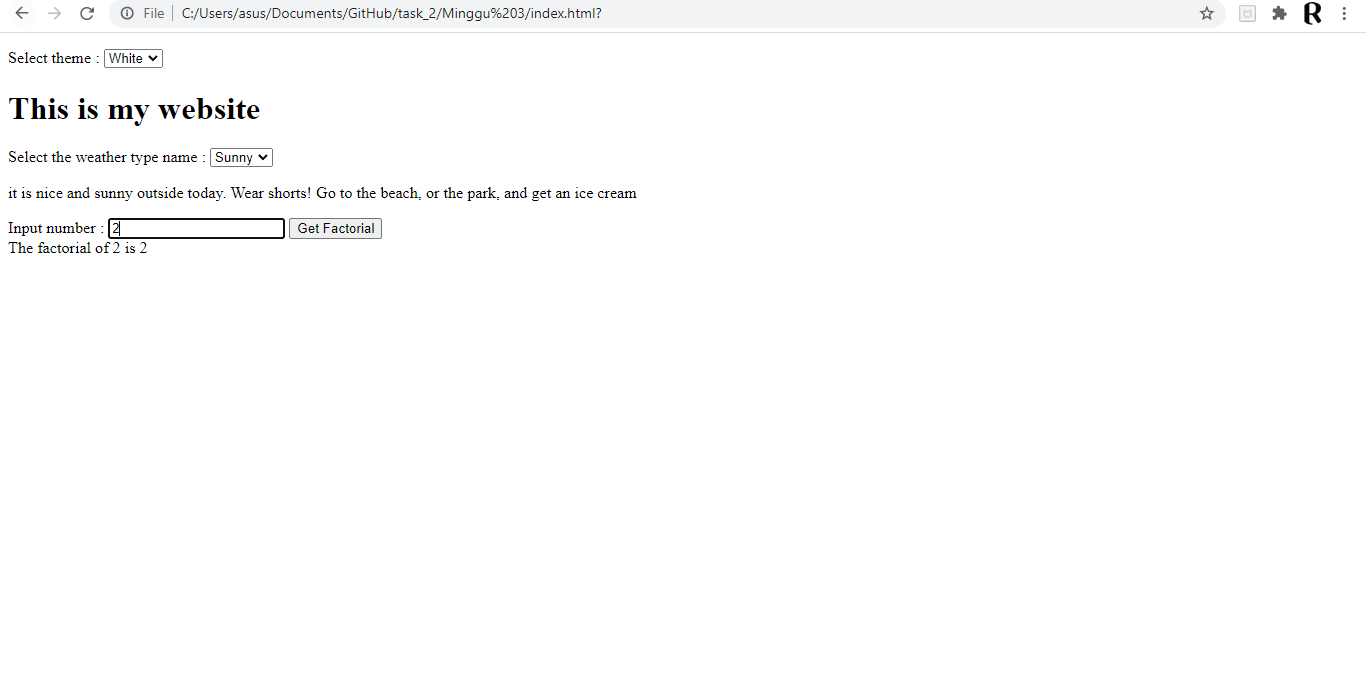 File C:/Users/asus/Documents/GitHub/task_2/Minggu%203/index.html?
Select theme : White
This is my website
Select the weather type name : Sunny
it is nice and sunny outside today. Wear shorts! Go to the beach, or the park, and get an ice cream
Input number : 2 Get Factorial
The factorial of 2 is 2